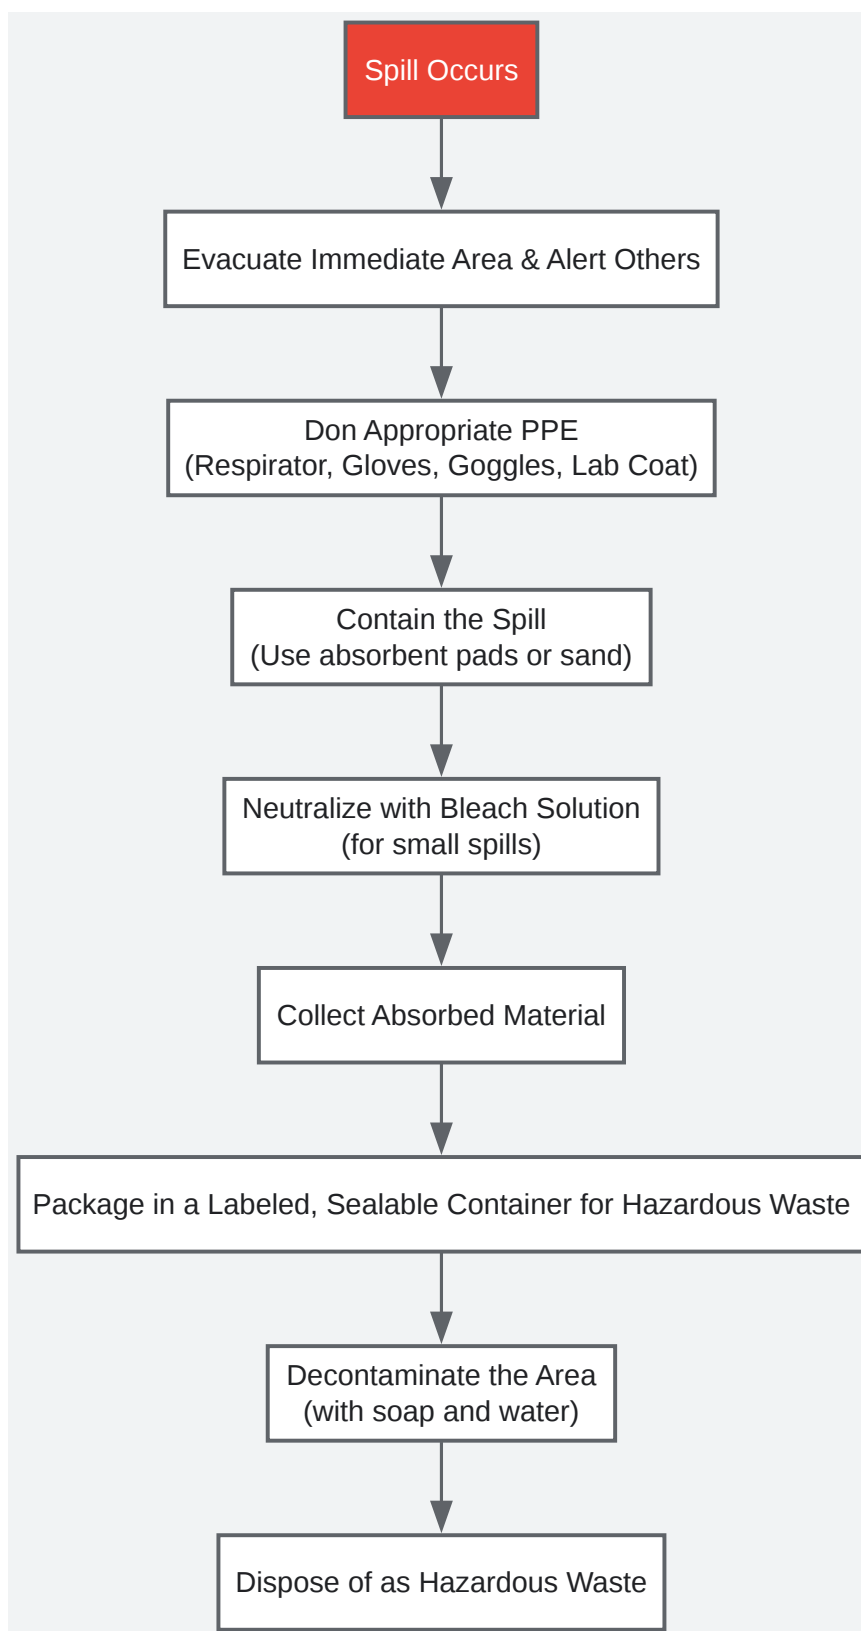 Spill Occurs
Evacuate Immediate Area & Alert Others
Don Appropriate PPE
(Respirator, Gloves, Goggles, Lab Coat)
Contain the Spill
(Use absorbent pads or sand)
Neutralize with Bleach Solution
(for small spills)
Collect Absorbed Material
Package in a Labeled, Sealable Container for Hazardous Waste
Decontaminate the Area
(with soap and water)
Dispose of as Hazardous Waste